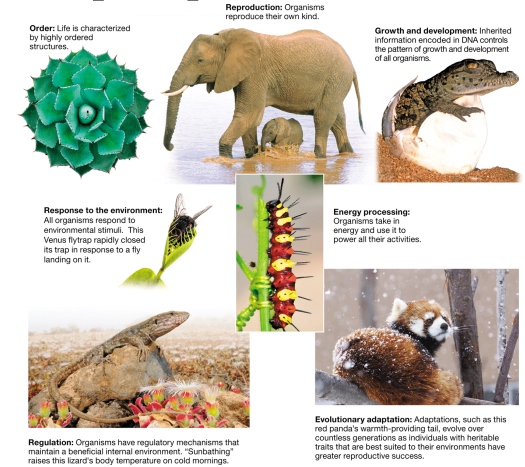 Reproduction: Organisms
reproduce their own kind.
Order: Life is characterized
by highly ordered
structures.
Growth and development: Inherited
information encoded in DNA controls
the pattern of growth and development
of all organisms.
Response to the environment:
All organisms respond to
environmental stimuli. This
Venus flytrap rapidly closed
its trap in response to a fly
landing on it.
Energy processing:
Organisms take in
energy and use it to
power all their activities.
Regulation: Organisms have regulatory mechanisms that
maintain a beneficial internal environment. “Sunbathing”
raises this lizard’s body temperature on cold mornings.
Evolutionary adaptation: Adaptations, such as this
red panda’s warmth-providing tail, evolve over
countless generations as individuals with heritable
traits that are best suited to their environments have
greater reproductive success.